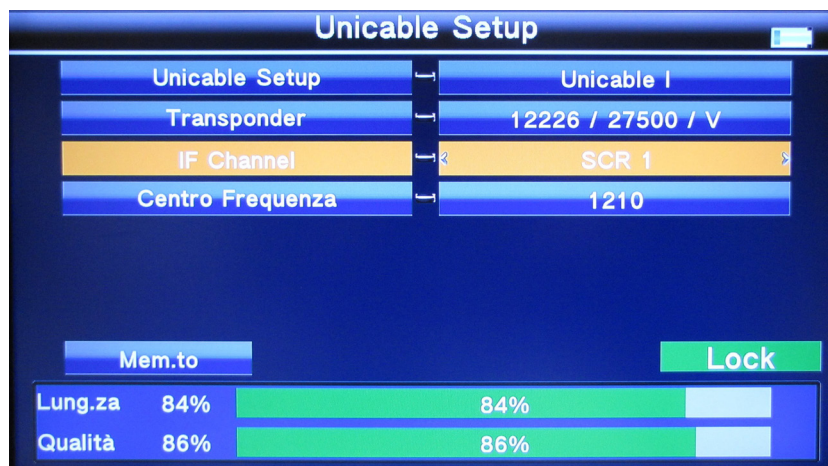 Unicable Setup
Unicable Setup Unicable I
Transponder 12226 / 27500 / V
IF Channel SCR 1
Centro Frequenza 1210
Mem.to Lock
Lung.za 84% 84%
Qualità 86% 86%